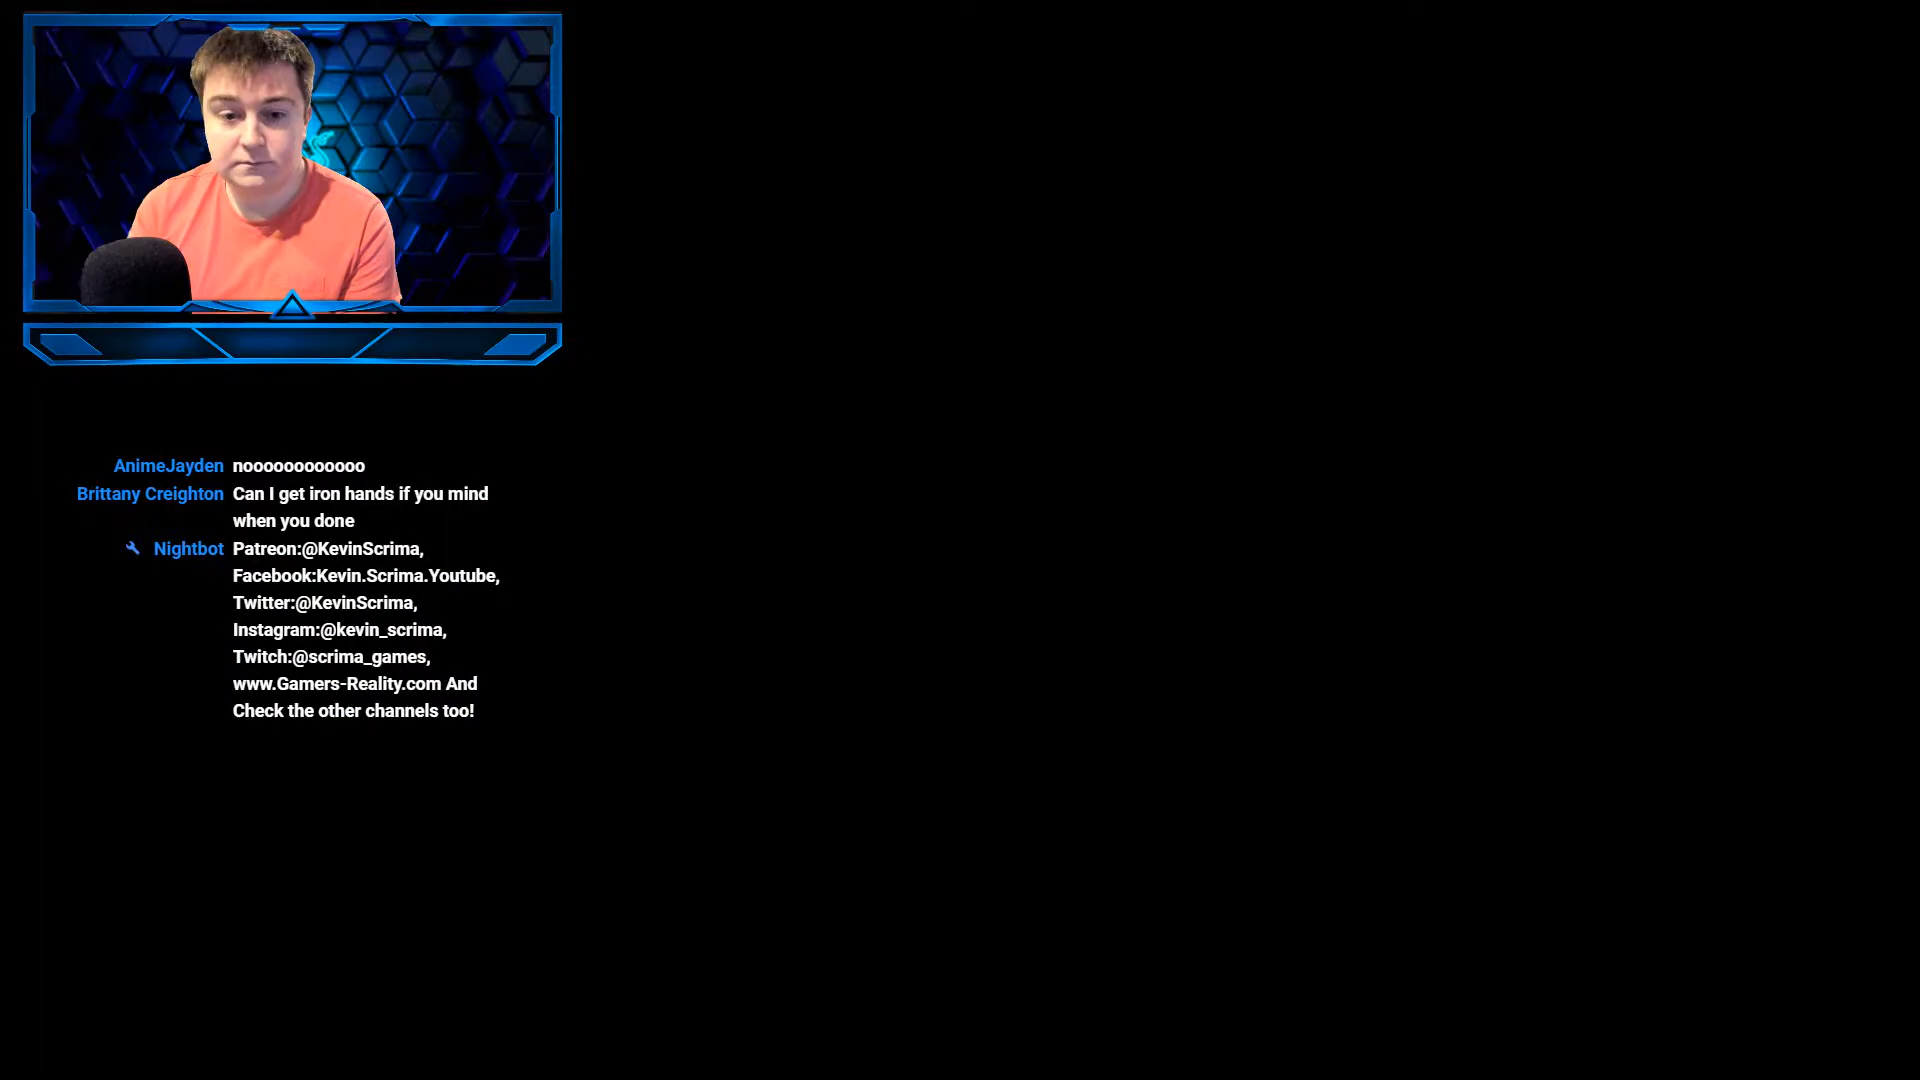 AnimeJayden noooooooooooo
Brittany Creighton Can I get iron hands if you mind
when you done
Nightbot Patreon:@KevinScrima,
Facebook:Kevin.Scrima.Youtube,
Twitter:@KevinScrima,
Instagram:@kevin_scrima,
Twitch:@scrima_games,
www.Gamers-Reality.com And
Check the other channels too!